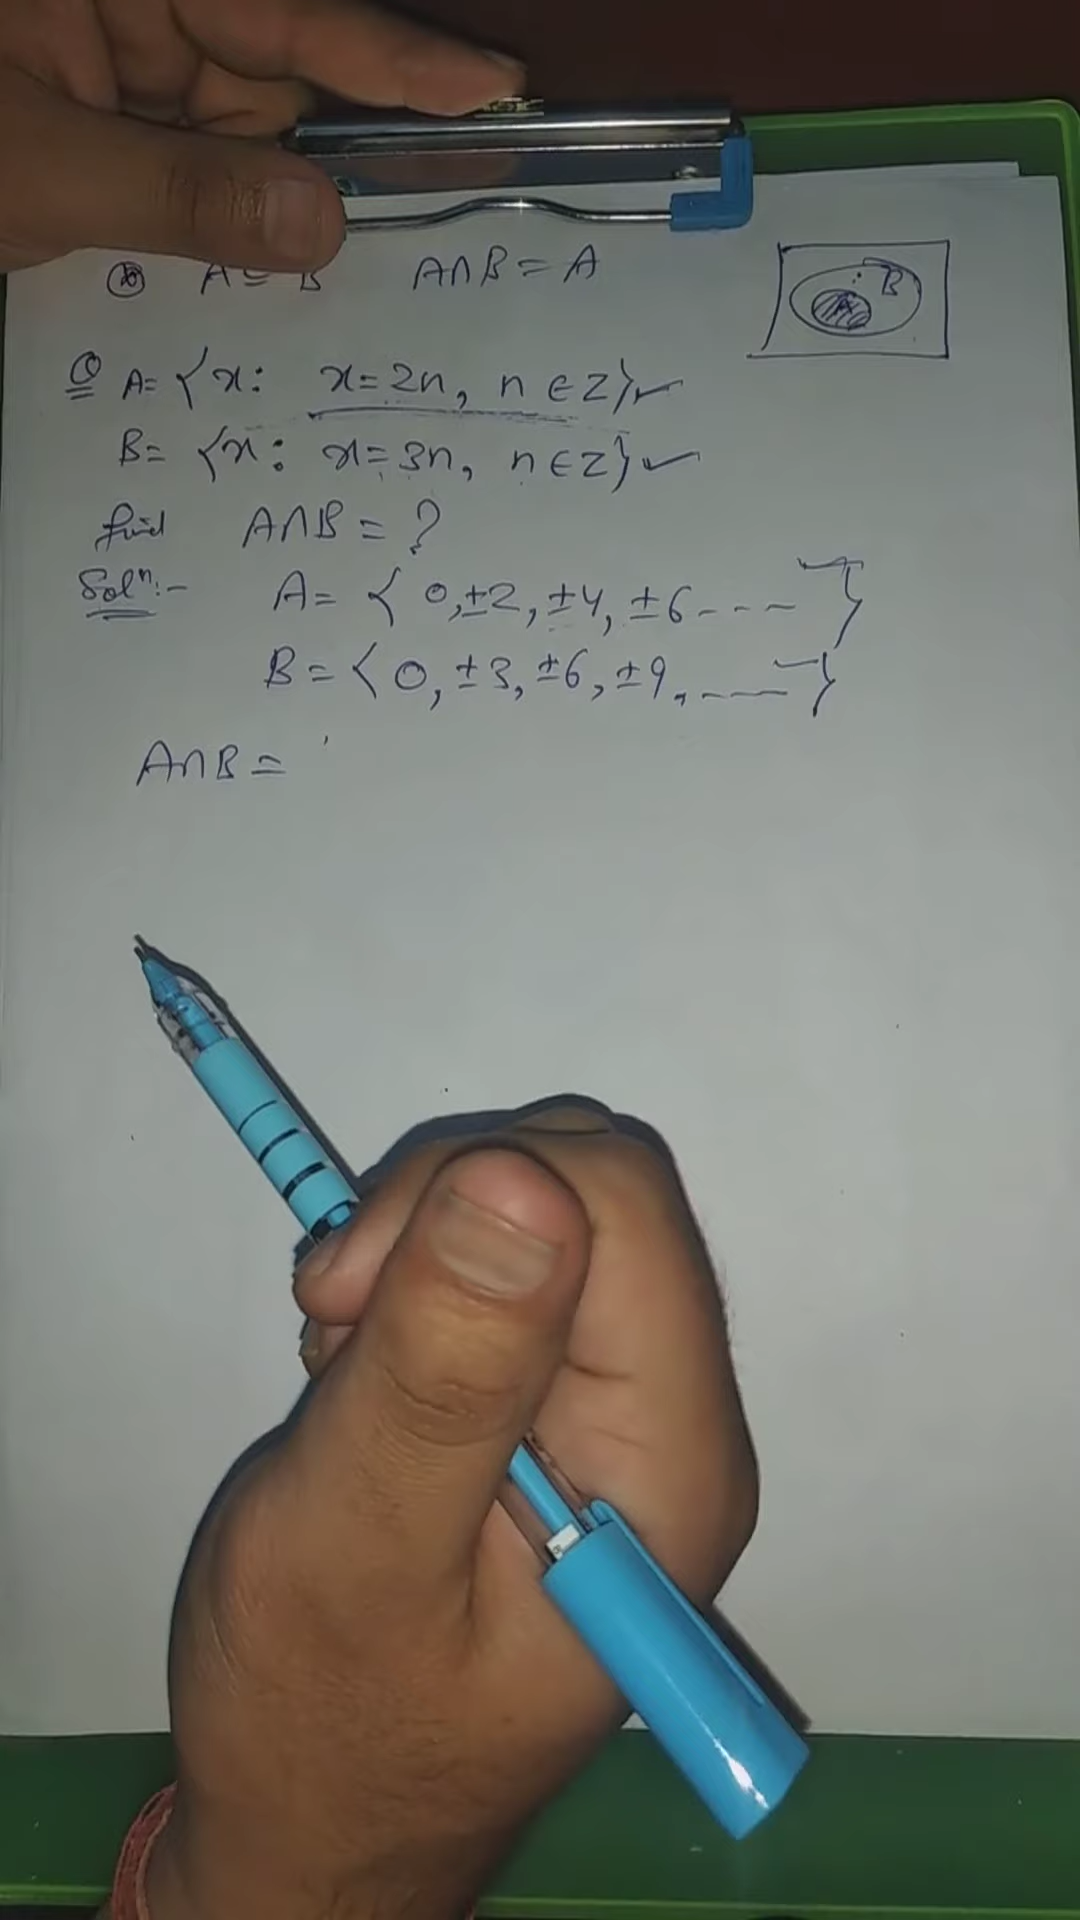 (b) A ⊆ B A∩B = A
B
A
Q A= {x: x=2n, n∈Z}
B= {x: x=3n, n∈Z}
find A∩B = ?
Solⁿ:-
A= { 0, ±2, ±4, ±6 - - - - }
B= { 0, ±3, ±6, ±9, - - - }
A∩B =